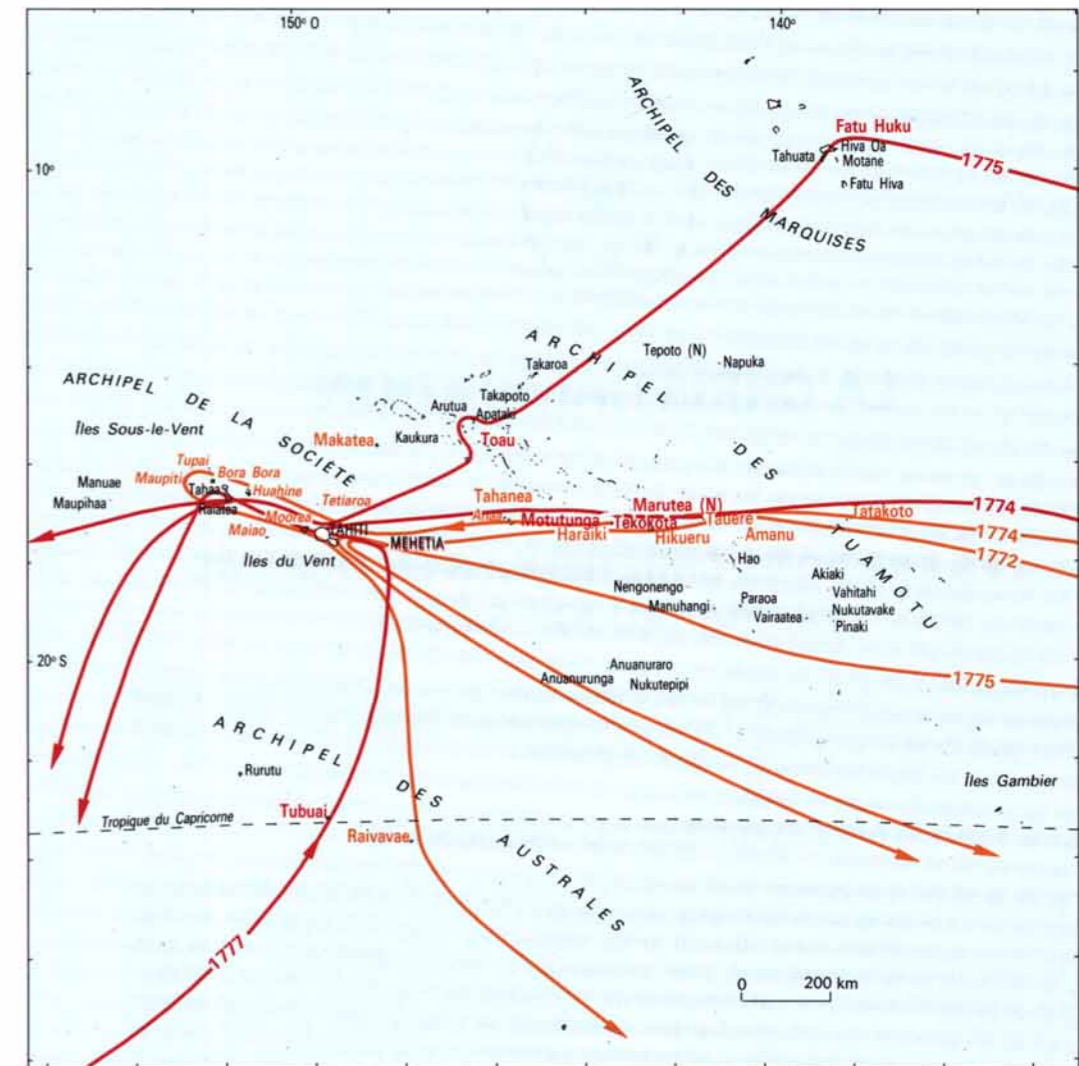 150° O
140°
ARCHIPEL DES MARQUISES
Fatu Huku
Hiva Oa
Tahuata
Motane
Fatu Hiva
1775
10°
ARCHIPEL DES TUAMOTU
Tepoto (N)
Napuka
Takaroa
Takapoto
Arutua
Apataki
Toau
Kaukura
Makatea
ARCHIPEL DE LA SOCIÉTÉ
Îles Sous-le-Vent
Tupai
Bora Bora
Maupiti
Huahine
Tahaa
Raiatea
Manuae
Maupihaa
Tetiaroa
Moorea
Maiao
TAHITI
MEHETIA
Îles du Vent
Tahanea
Anaa
Motutunga
Marutea (N)
Tekokota
Tauere
Tatakoto
Haraiki
Hikueru
Amanu
1774
1774
1772
Hao
Nengonengo
Manuhangi
Paraoa
Vairaatea
Akiaki
Vahitahi
Nukutavake
Pinaki
20° S
Anuanuraro
Anuanurunga
Nukutepipi
1775
ARCHIPEL DES AUSTRALES
Rurutu
Îles Gambier
Tropique du Capricorne
Tubuai
Raivavae
1777
0 200 km